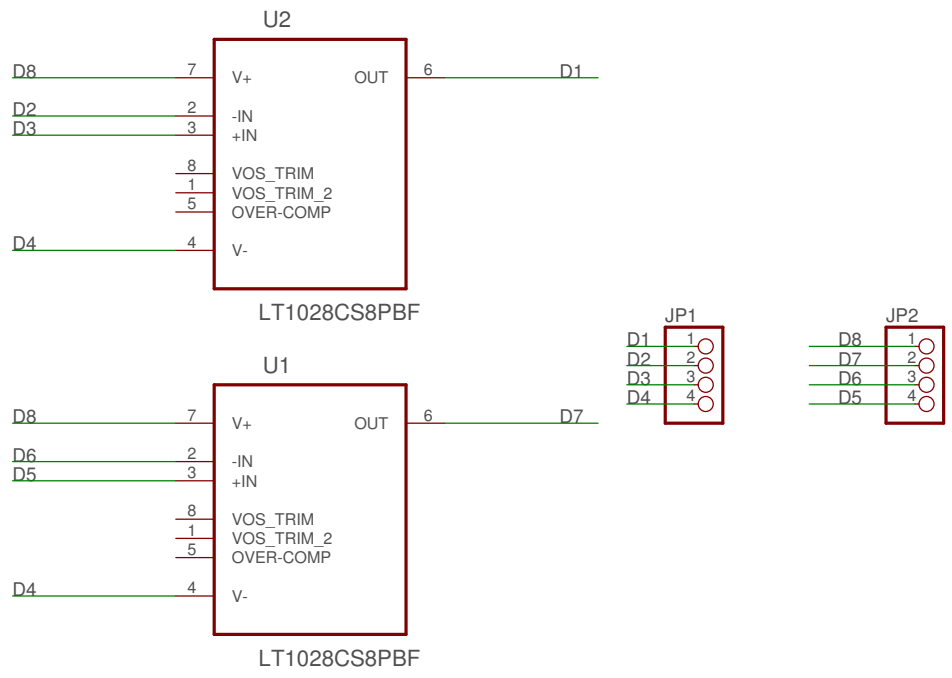 U2
D8 7 V+ OUT 6 D1
D2 2 -IN
D3 3 +IN
8 VOS_TRIM
1 VOS_TRIM_2
5 OVER-COMP
D4 4 V-
LT1028CS8PBF
U1
D8 7 V+ OUT 6 D7
D6 2 -IN
D5 3 +IN
8 VOS_TRIM
1 VOS_TRIM_2
5 OVER-COMP
D4 4 V-
LT1028CS8PBF
JP1
D1 1
D2 2
D3 3
D4 4
JP2
D8 1
D7 2
D6 3
D5 4